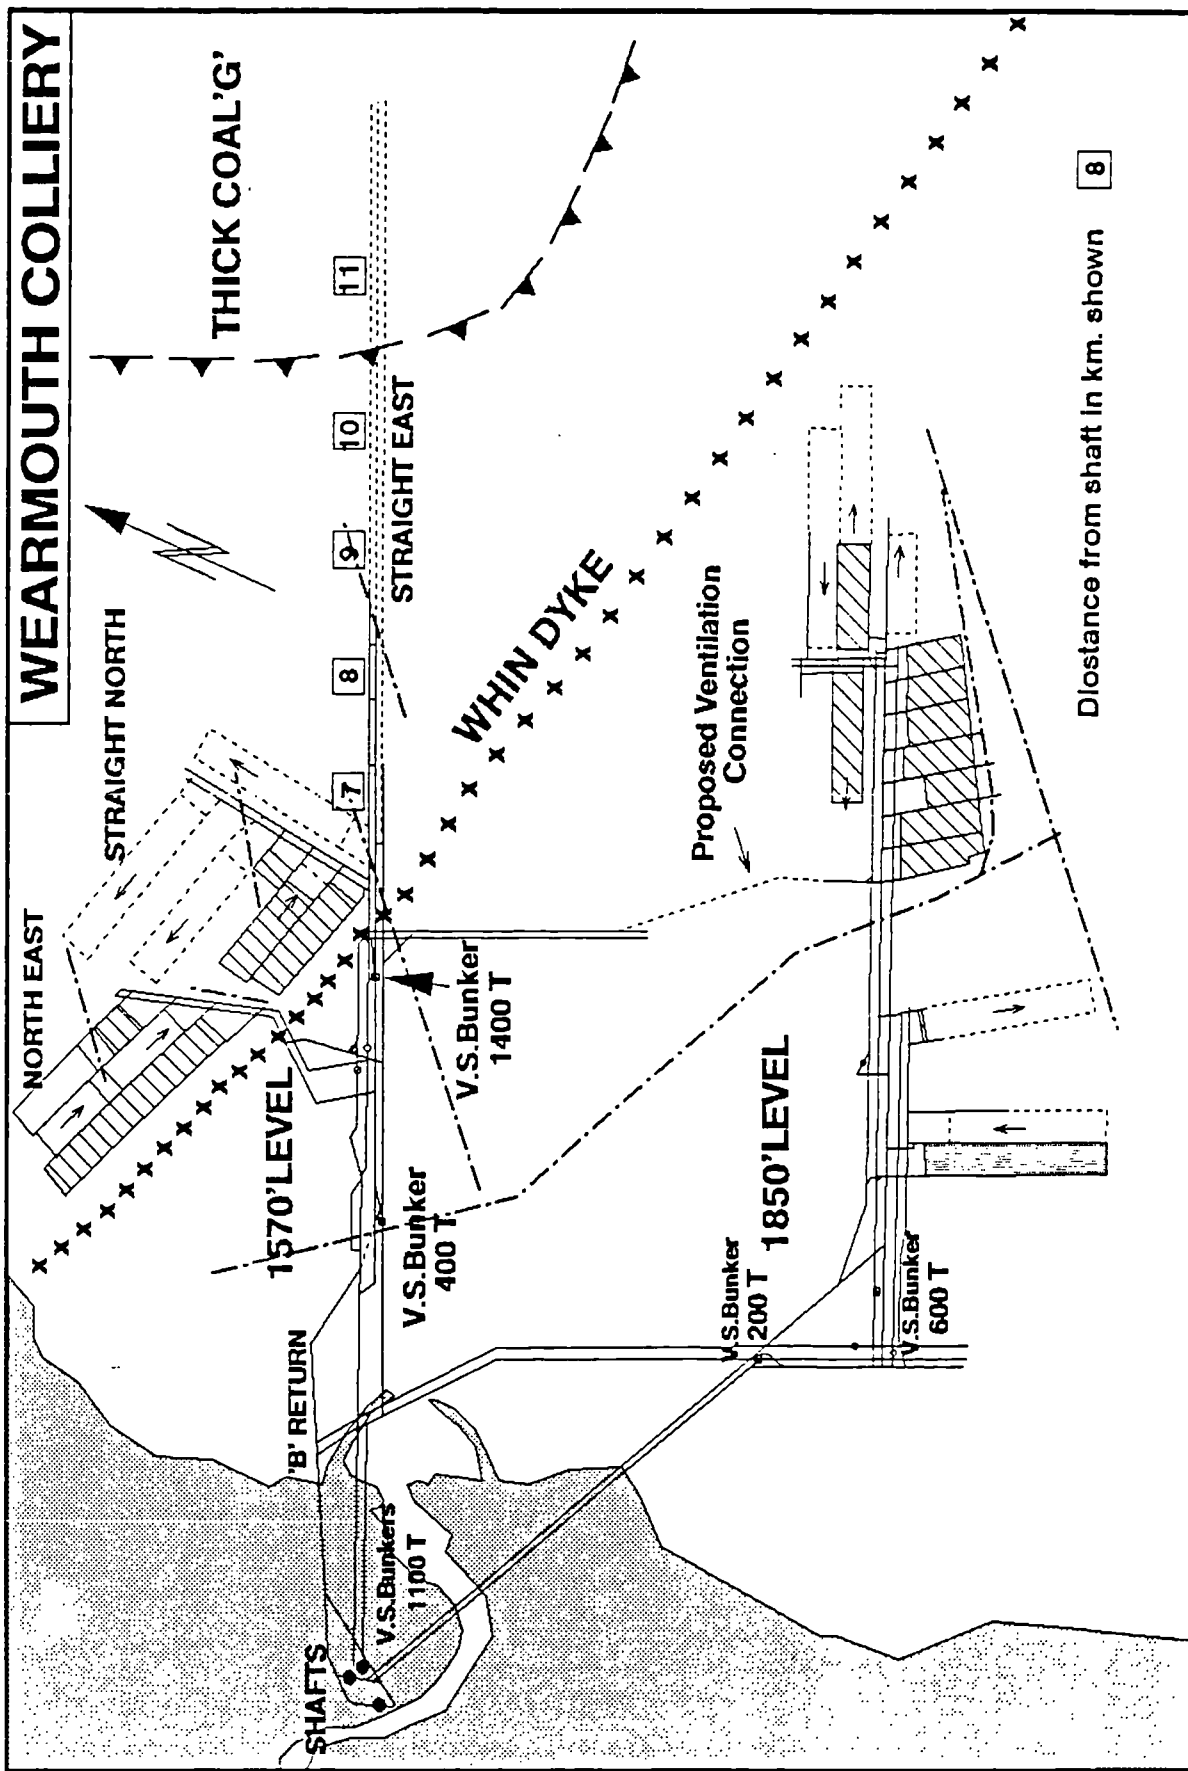 WEARMOUTH COLLIERY
THICK COAL'G'
STRAIGHT NORTH
NORTH EAST
7
8
9
10
11
STRAIGHT EAST
WHIN DYKE
1570'LEVEL
V.S.Bunker
1400 T
V.S.Bunker
400 T
'B' RETURN
SHAFTS
V.S.Bunkers
1100 T
Proposed Ventilation
Connection
1850'LEVEL
V.S.Bunker
200 T
V.S.Bunker
600 T
Diostance from shaft in km. shown 8